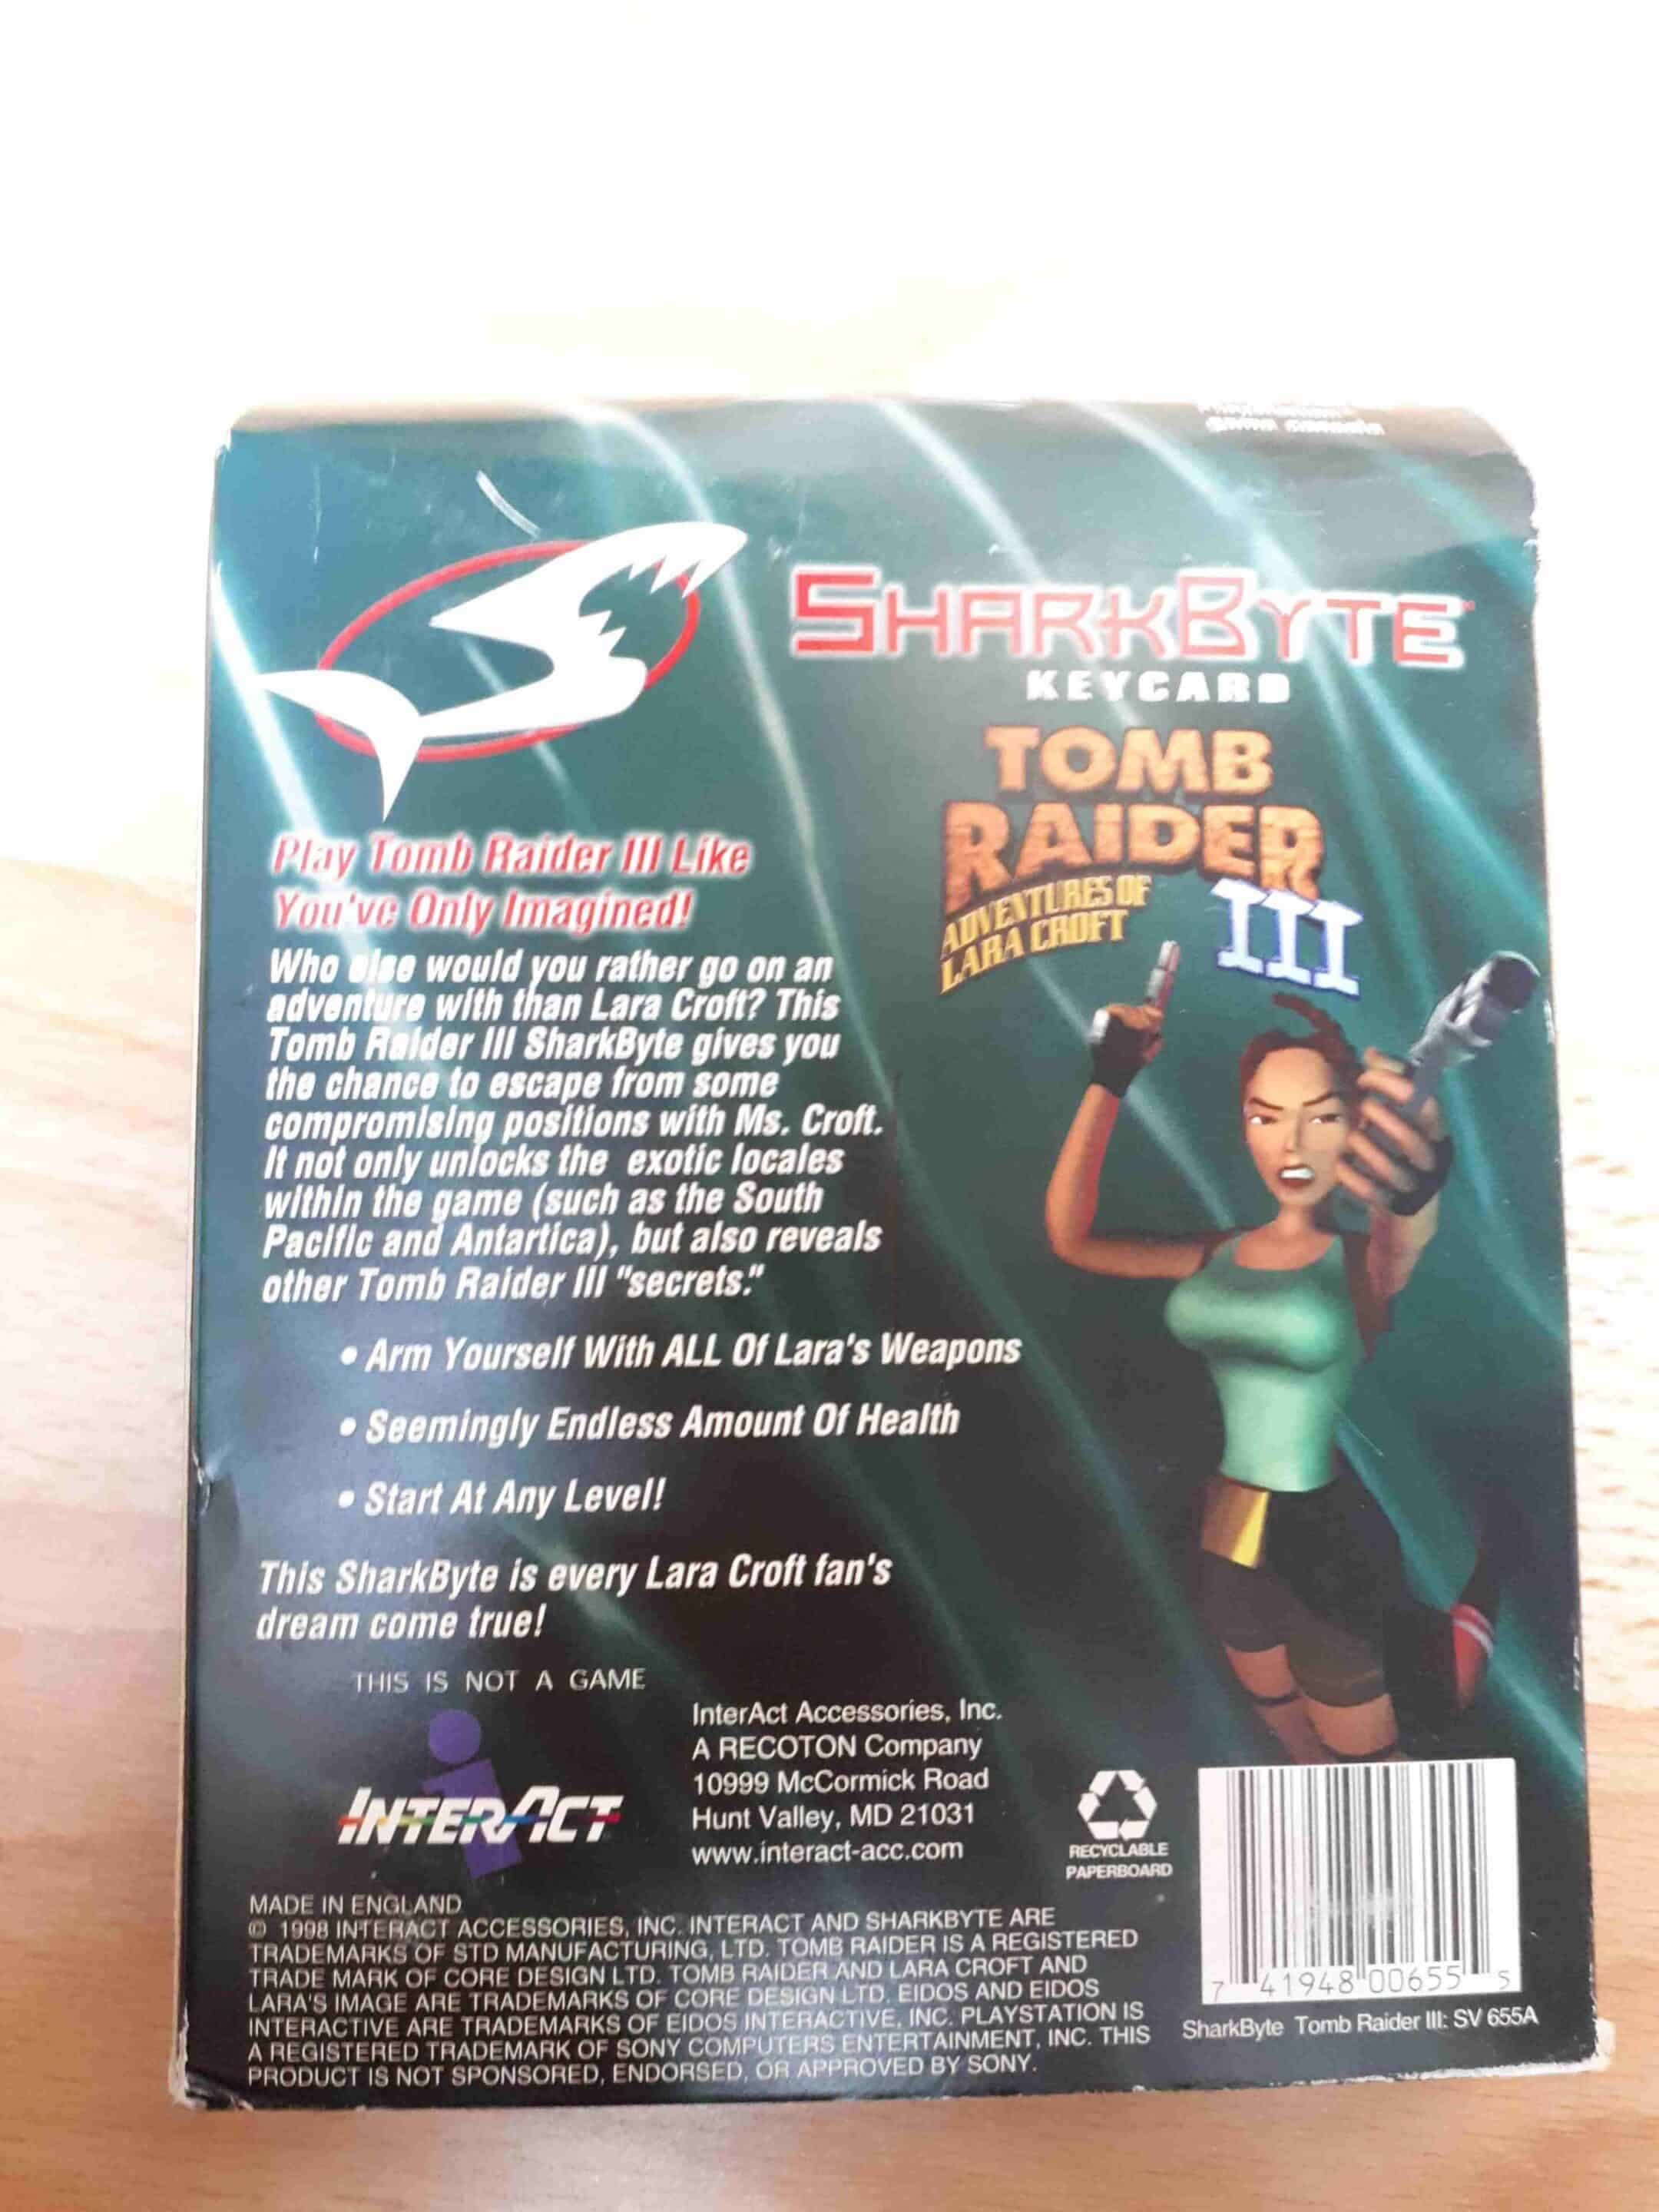 game console
SHARKBYTE™
KEYCARD
TOMB
RAIDER
III
ADVENTURES OF
LARA CROFT
Play Tomb Raider III Like
You've Only Imagined!
Who else would you rather go on an
adventure with than Lara Croft? This
Tomb Raider III SharkByte gives you
the chance to escape from some
compromising positions with Ms. Croft.
It not only unlocks the exotic locales
within the game (such as the South
Pacific and Antartica), but also reveals
other Tomb Raider III "secrets."
• Arm Yourself With ALL Of Lara's Weapons
• Seemingly Endless Amount Of Health
• Start At Any Level!
This SharkByte is every Lara Croft fan's
dream come true!
THIS IS NOT A GAME
INTERACT
InterAct Accessories, Inc.
A RECOTON Company
10999 McCormick Road
Hunt Valley, MD 21031
www.interact-acc.com
RECYCLABLE
PAPERBOARD
MADE IN ENGLAND
© 1998 INTERACT ACCESSORIES, INC. INTERACT AND SHARKBYTE ARE
TRADEMARKS OF STD MANUFACTURING, LTD. TOMB RAIDER IS A REGISTERED
TRADE MARK OF CORE DESIGN LTD. TOMB RAIDER AND LARA CROFT AND
LARA'S IMAGE ARE TRADEMARKS OF CORE DESIGN LTD. EIDOS AND EIDOS
INTERACTIVE ARE TRADEMARKS OF EIDOS INTERACTIVE, INC. PLAYSTATION IS
A REGISTERED TRADEMARK OF SONY COMPUTERS ENTERTAINMENT, INC. THIS
PRODUCT IS NOT SPONSORED, ENDORSED, OR APPROVED BY SONY.
7 41948 00655 5
SharkByte Tomb Raider III: SV 655A